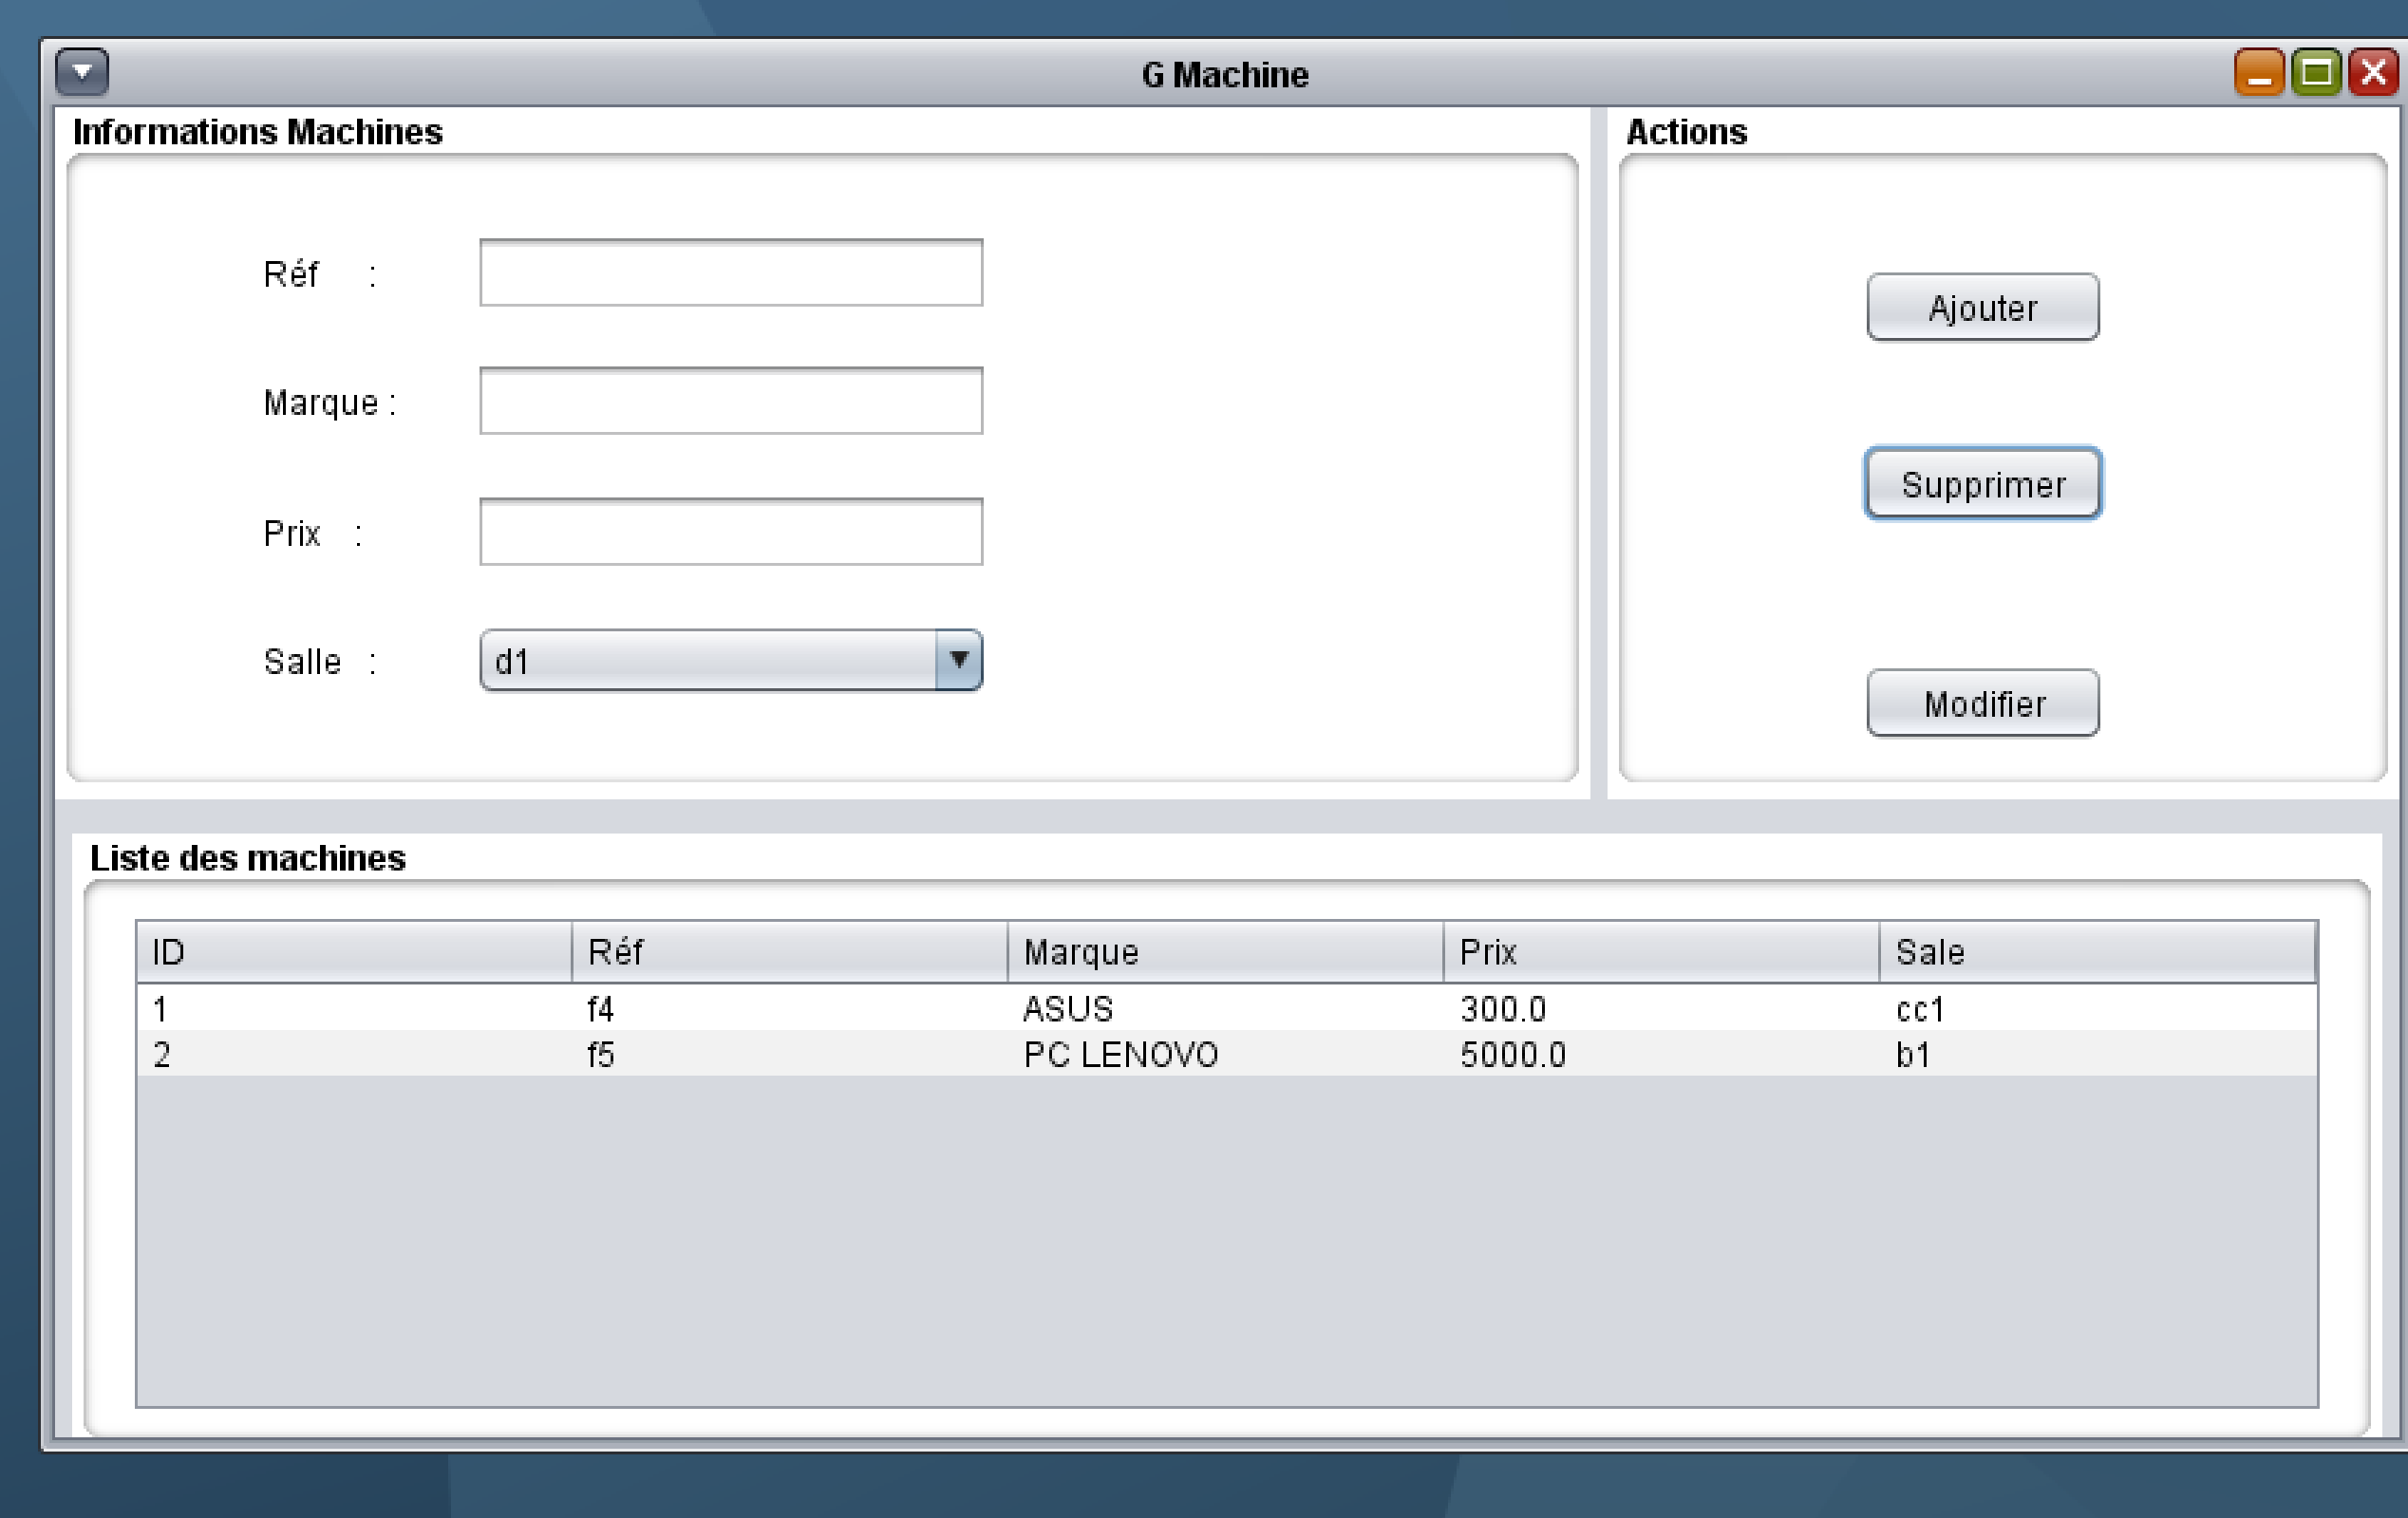 G Machine
Informations Machines
Actions
Réf :
Ajouter
Marque :
Supprimer
Prix :
Salle : d1
Modifier
Liste des machines
ID Réf Marque Prix Sale
1 f4 ASUS 300.0 cc1
2 f5 PC LENOVO 5000.0 b1